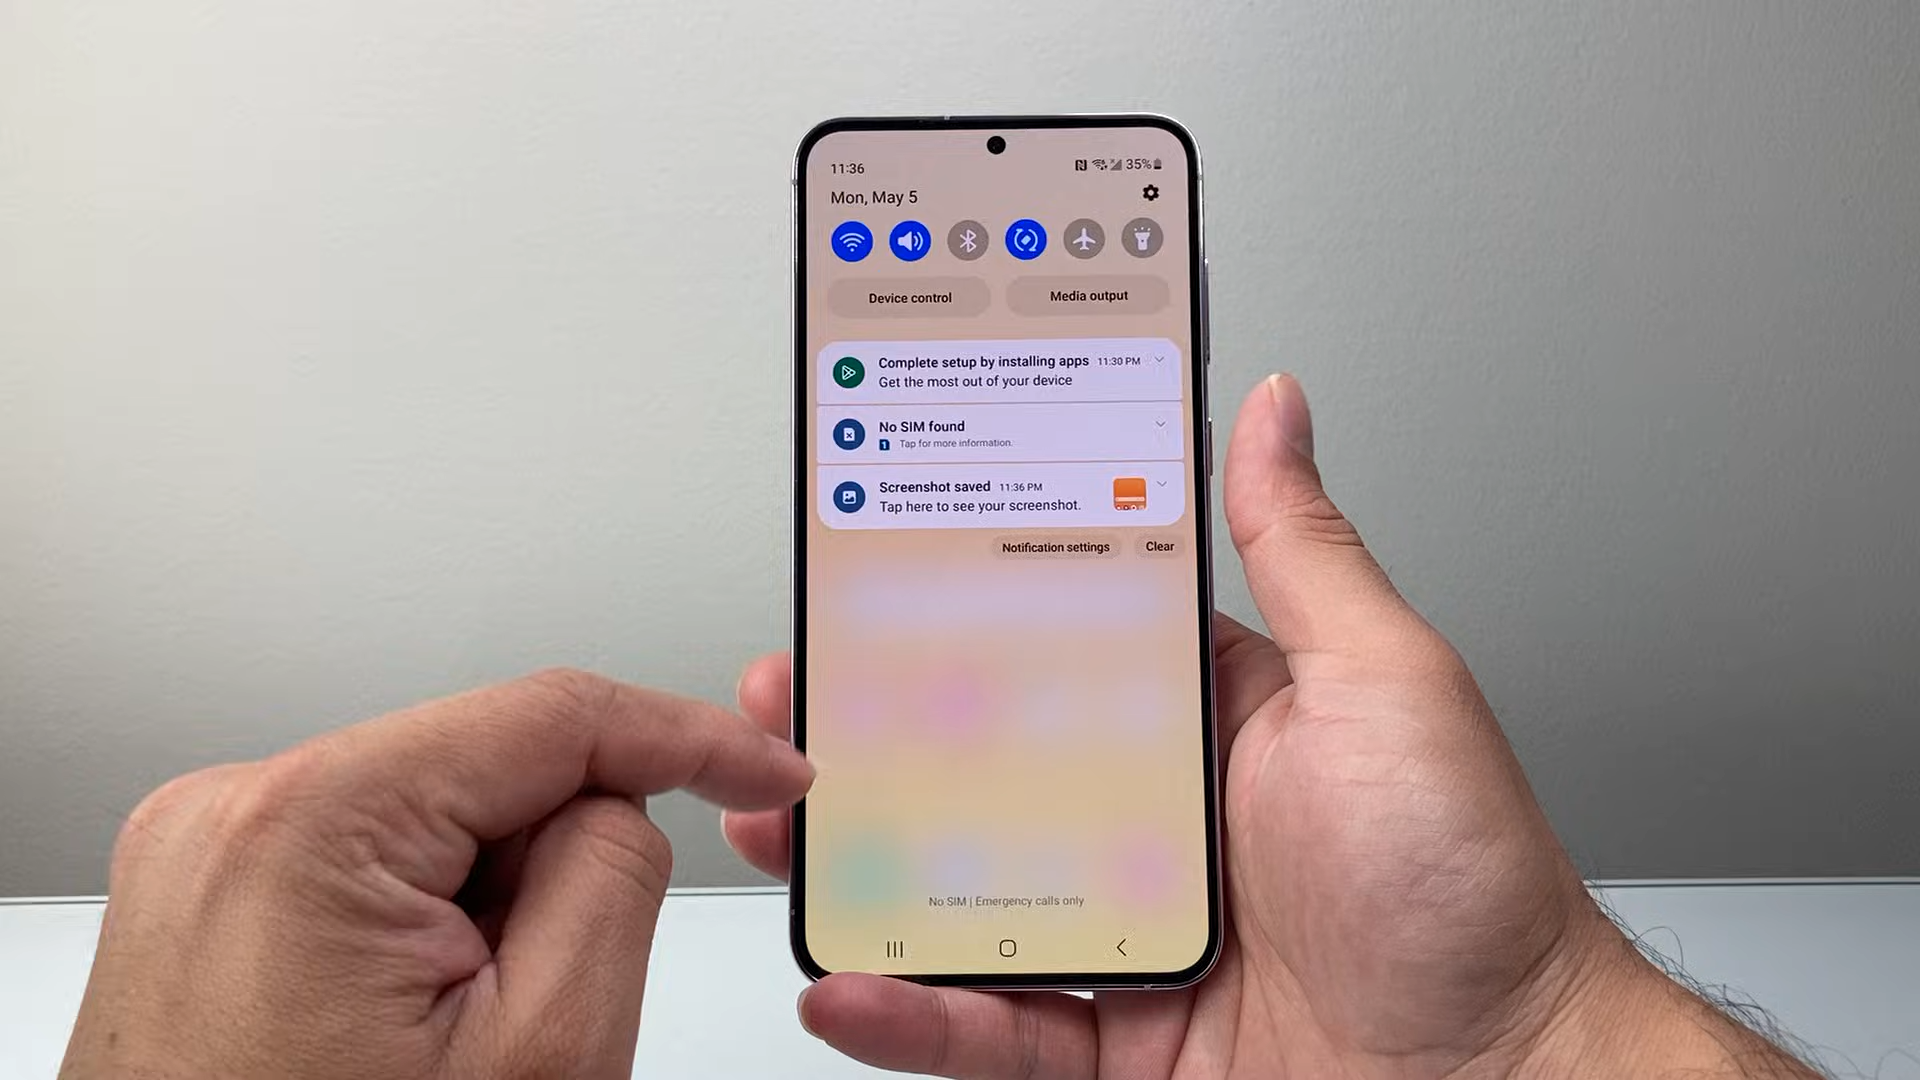 11:36
35%
Mon, May 5
Device control
Media output
Complete setup by installing apps 11:30 PM
Get the most out of your device
No SIM found
1 Tap for more information.
Screenshot saved 11:36 PM
Tap here to see your screenshot.
Notification settings
Clear
No SIM | Emergency calls only